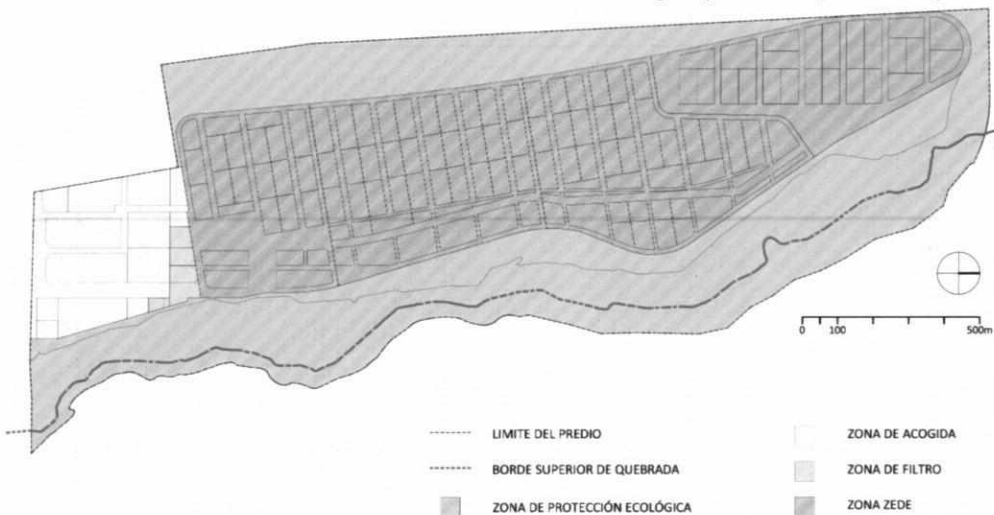 0 100 500m
LIMITE DEL PREDIO
BORDE SUPERIOR DE QUEBRADA
ZONA DE PROTECCIÓN ECOLÓGICA
ZONA DE ACOGIDA
ZONA DE FILTRO
ZONA ZEDE